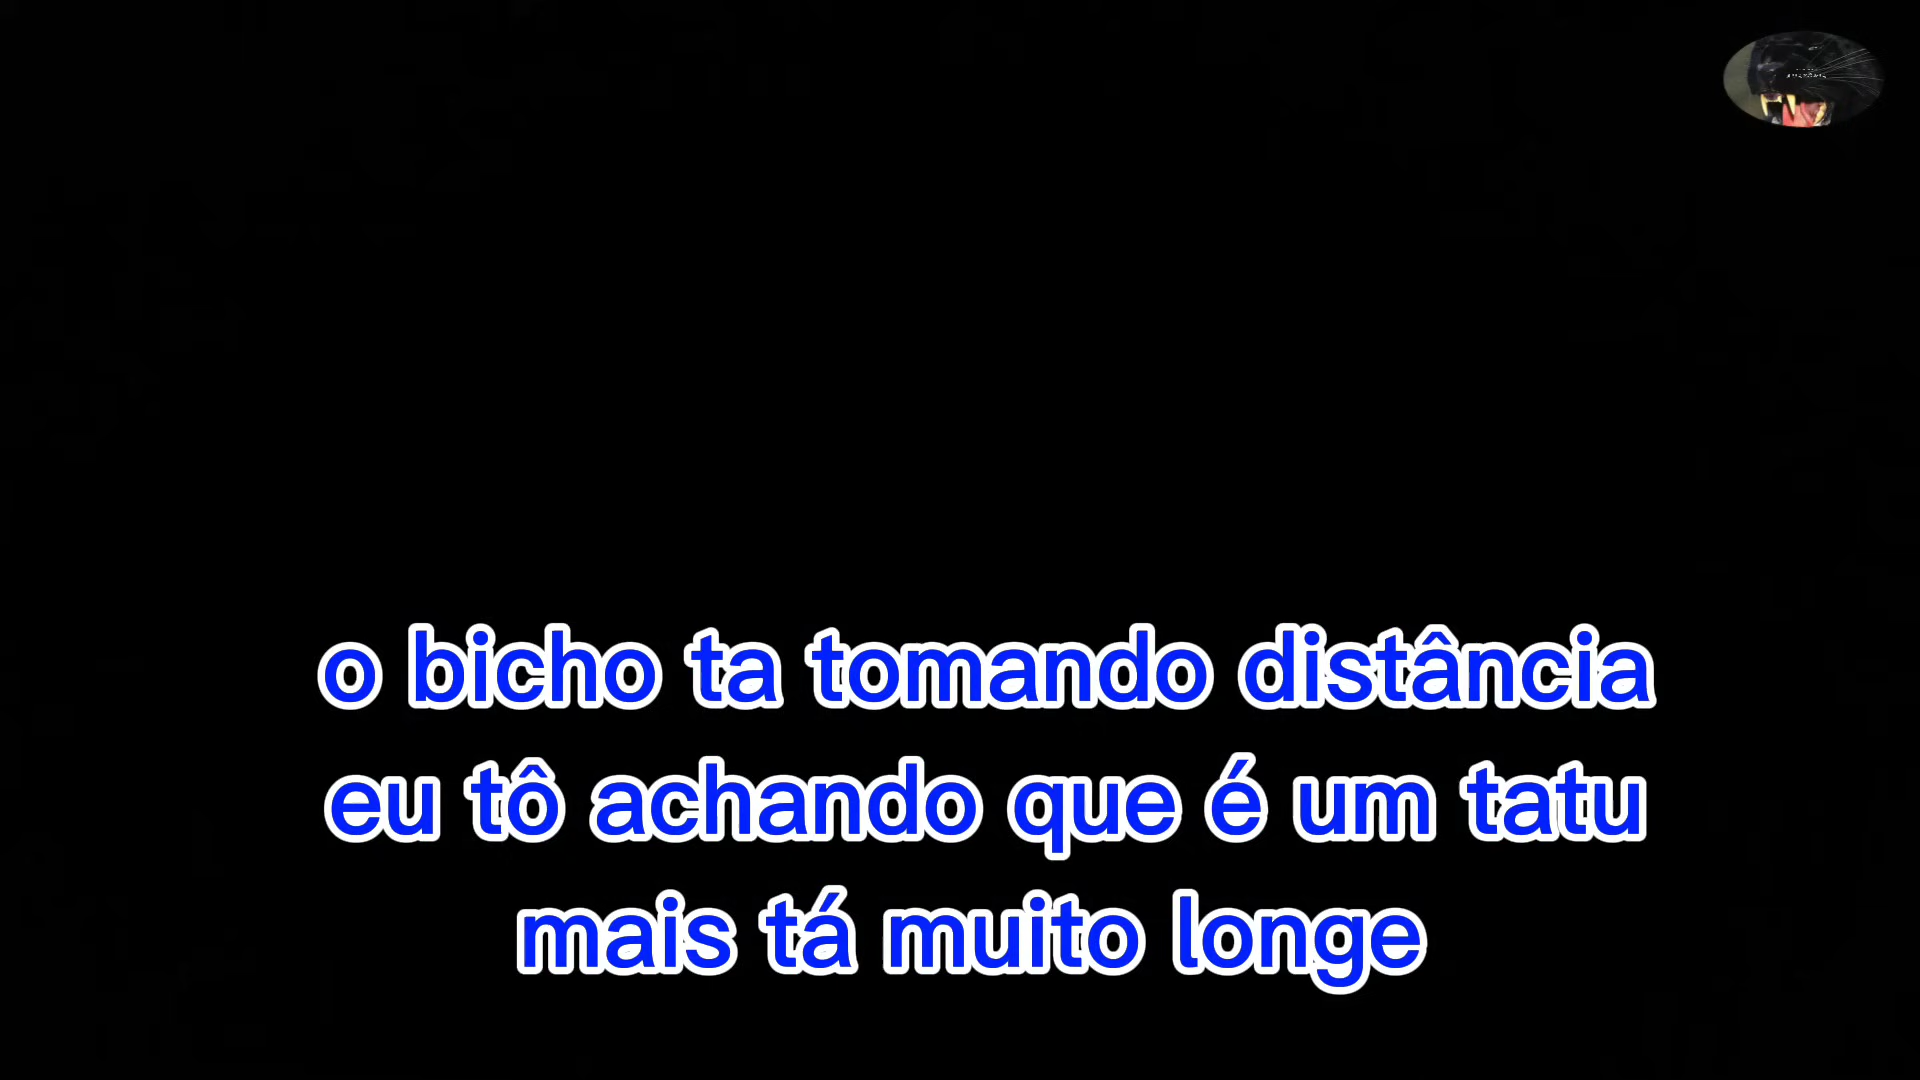 o bicho ta tomando distância
eu tô achando que é um tatu
mais tá muito longe